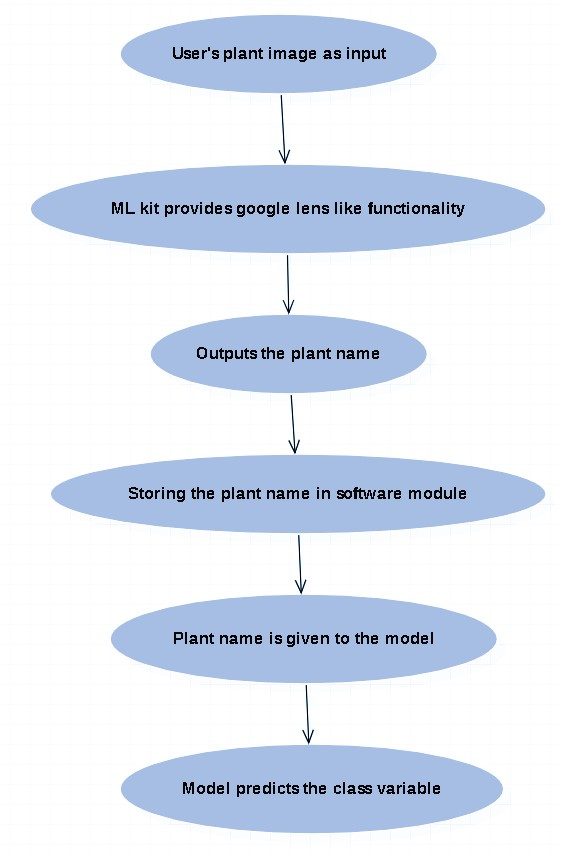 User's plant image as input
ML kit provides google lens like functionality
Outputs the plant name
Storing the plant name in software module
Plant name is given to the model
Model predicts the class variable